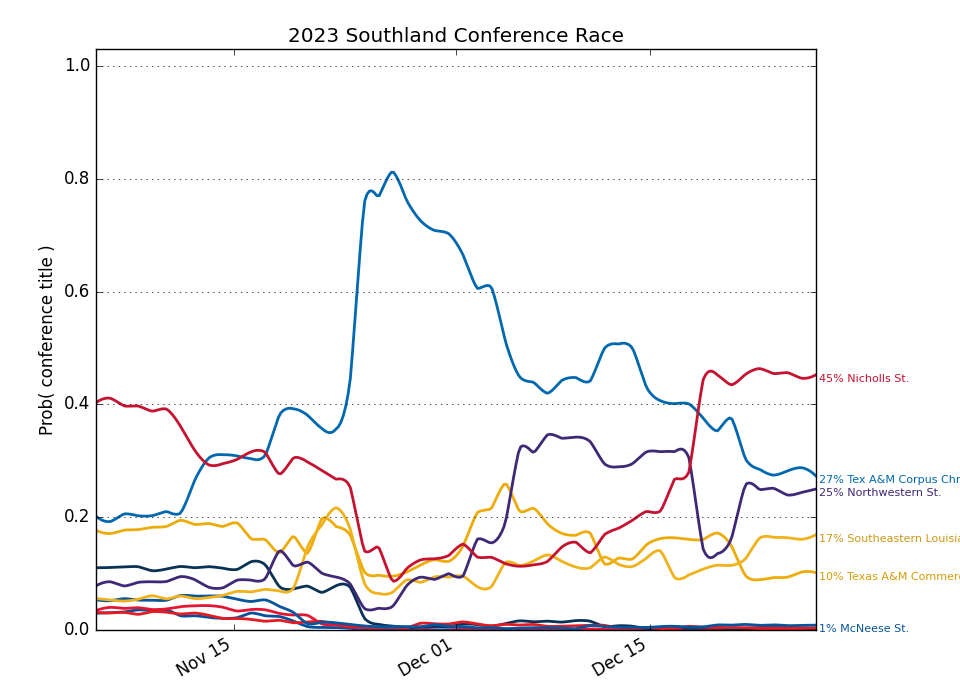 2023 Southland Conference Race
Prob( conference title )
1.0
0.8
0.6
0.4
0.2
0.0
Nov 15
Dec 01
Dec 15
45% Nicholls St.
27% Tex A&M Corpus Chr
25% Northwestern St.
17% Southeastern Louisia
10% Texas A&M Commerc
1% McNeese St.